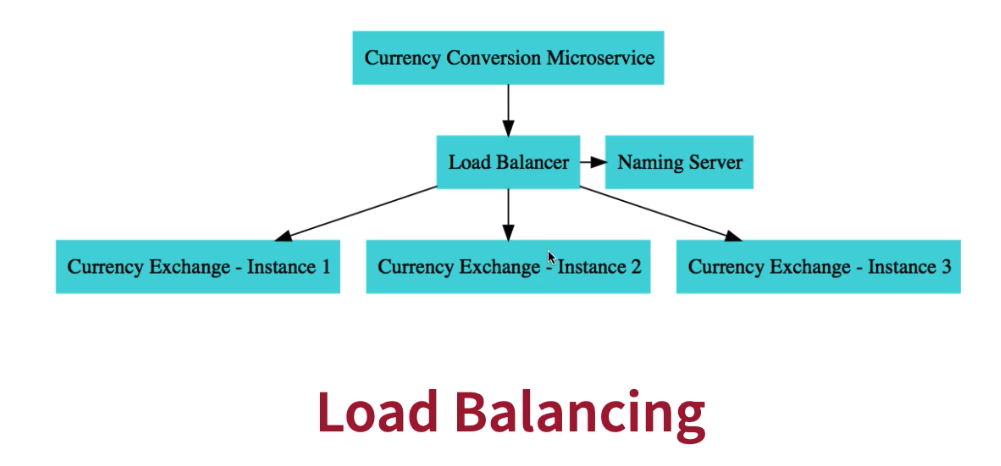 Currency Conversion Microservice
Load Balancer
Naming Server
Currency Exchange - Instance 1
Currency Exchange - Instance 2
Currency Exchange - Instance 3
Load Balancing